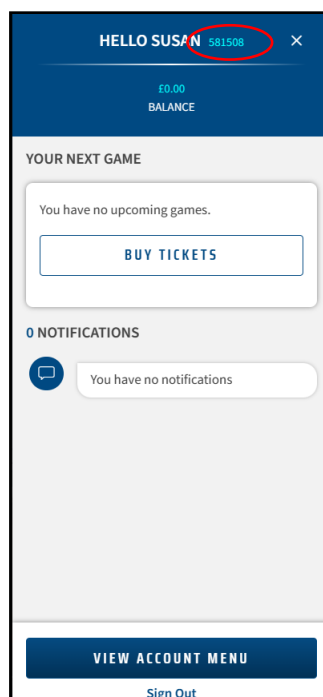 HELLO SUSAN 581508 ×
£0.00
BALANCE
YOUR NEXT GAME
You have no upcoming games.
BUY TICKETS
0 NOTIFICATIONS
You have no notifications
VIEW ACCOUNT MENU
Sign Out